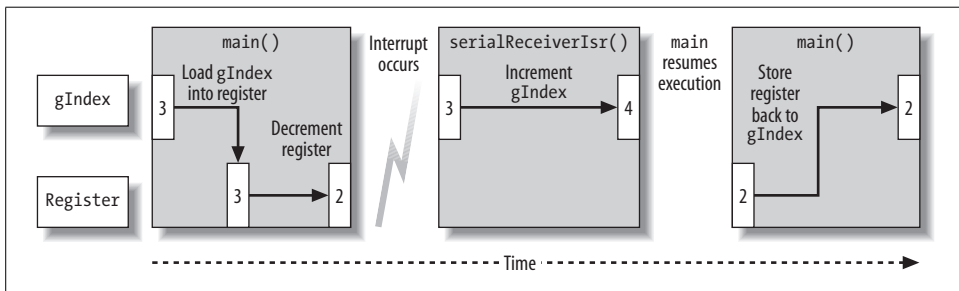 main()
Interrupt
occurs
serialReceiverIsr()
main
resumes
execution
main()
gIndex
3
Load gIndex
into register
Decrement
register
3
2
3
Increment
gIndex
4
Store
register
back to
gIndex
2
2
Register
Time